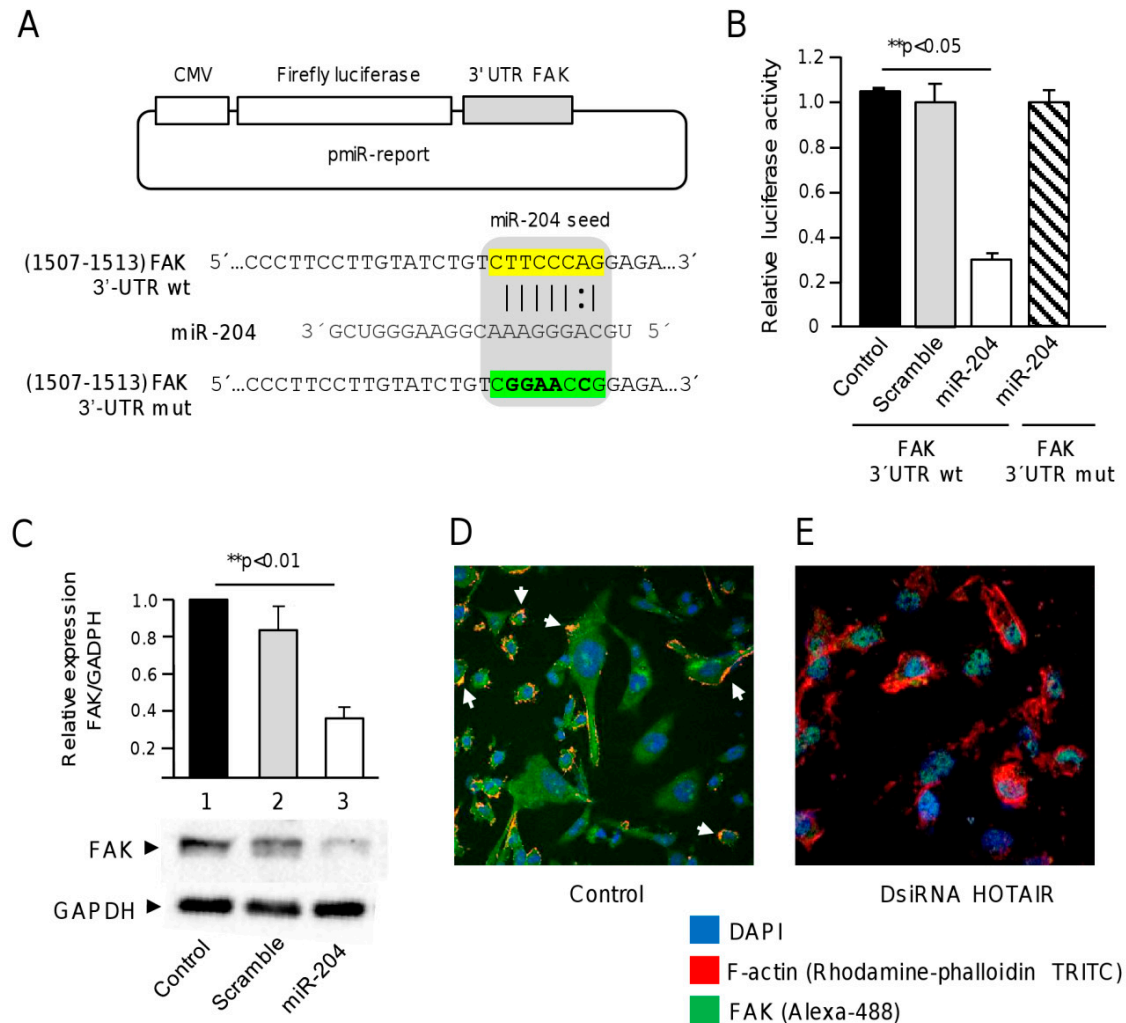 A
CMV
Firefly luciferase
3' UTR FAK
pmiR-report
miR-204 seed
(1507-1513) FAK 5´...CCCTTCCTTGTATCTGTCTTCCCAGGAGA...3´
3´-UTR wt
||||| : |
miR-204 3´GCUGGGAAGGCAAAGGGACGU 5´
(1507-1513) FAK 5´...CCCTTCCTTGTATCTGTCGGAACCGGAGA...3´
3´-UTR mut
B
**p<0.05
Relative luciferase activity
1.2
1.0
0.8
0.6
0.4
0.2
0
Control
Scramble
miR-204
miR-204
FAK
3´UTR wt
FAK
3´UTR mut
C
**p<0.01
Relative expression
FAK/GADPH
1.0
0.8
0.6
0.4
0.2
1 2 3
FAK
GAPDH
Control
Scramble
miR-204
D
Control
E
DsiRNA HOTAIR
DAPI
F-actin (Rhodamine-phalloidin TRITC)
FAK (Alexa-488)